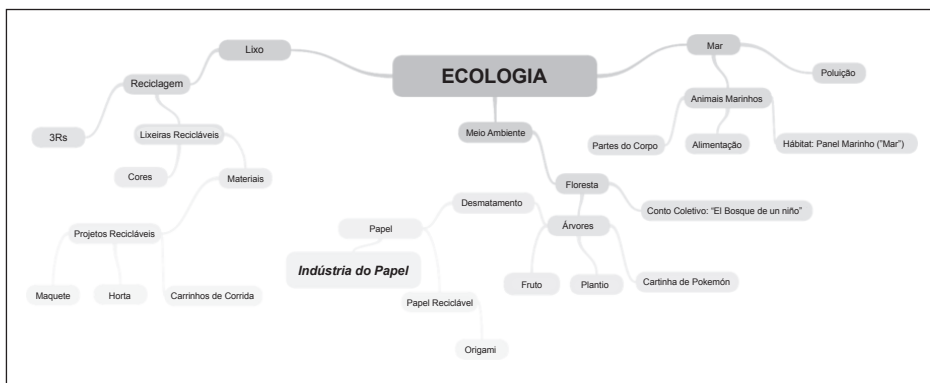 ECOLOGIA
Lixo
Reciclagem
3Rs
Lixeiras Recicláveis
Cores
Materiais
Projetos Recicláveis
Maquete
Horta
Carrinhos de Corrida
Meio Ambiente
Floresta
Conto Coletivo: “El Bosque de un niño”
Árvores
Desmatamento
Papel
Indústria do Papel
Papel Reciclável
Origami
Fruto
Plantio
Cartinha de Pokemón
Mar
Poluição
Animais Marinhos
Partes do Corpo
Alimentação
Hábitat: Panel Marinho ("Mar")